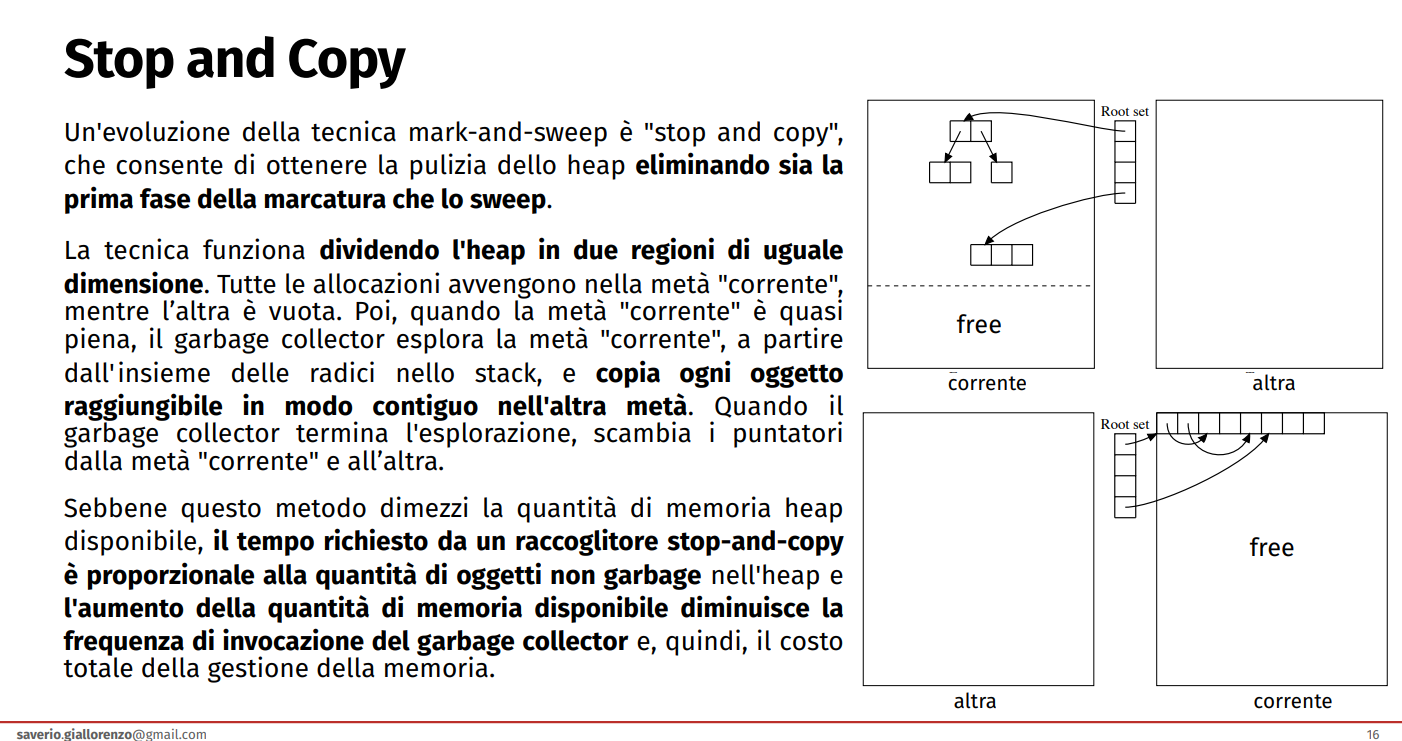 Stop and Copy
Un'evoluzione della tecnica mark-and-sweep è "stop and copy",
che consente di ottenere la pulizia dello heap eliminando sia la
prima fase della marcatura che lo sweep.
La tecnica funziona dividendo l'heap in due regioni di uguale
dimensione. Tutte le allocazioni avvengono nella metà "corrente",
mentre l’altra è vuota. Poi, quando la metà "corrente" è quasi
piena, il garbage collector esplora la metà "corrente", a partire
dall'insieme delle radici nello stack, e copia ogni oggetto
raggiungibile in modo contiguo nell'altra metà. Quando il
garbage collector termina l'esplorazione, scambia i puntatori
dalla metà "corrente" e all’altra.
Sebbene questo metodo dimezzi la quantità di memoria heap
disponibile, il tempo richiesto da un raccoglitore stop-and-copy
è proporzionale alla quantità di oggetti non garbage nell'heap e
l'aumento della quantità di memoria disponibile diminuisce la
frequenza di invocazione del garbage collector e, quindi, il costo
totale della gestione della memoria.
Root set
free
corrente
altra
Root set
free
altra
corrente
saverio.giallorenzo@gmail.com
16